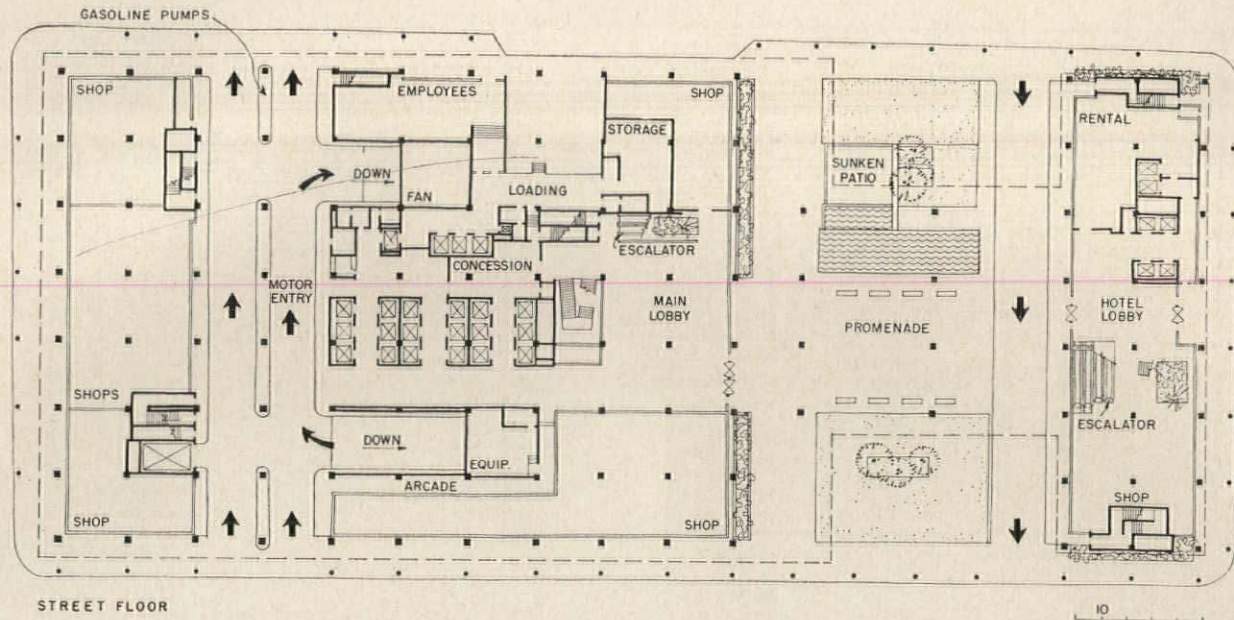 GASOLINE PUMPS
SHOP
EMPLOYEES
SHOP
STORAGE
RENTAL
SUNKEN
PATIO
DOWN
FAN
LOADING
ESCALATOR
CONCESSION
MOTOR
ENTRY
MAIN
LOBBY
PROMENADE
HOTEL
LOBBY
SHOPS
ESCALATOR
DOWN
EQUIP.
ARCADE
SHOP
SHOP
SHOP
STREET FLOOR
10